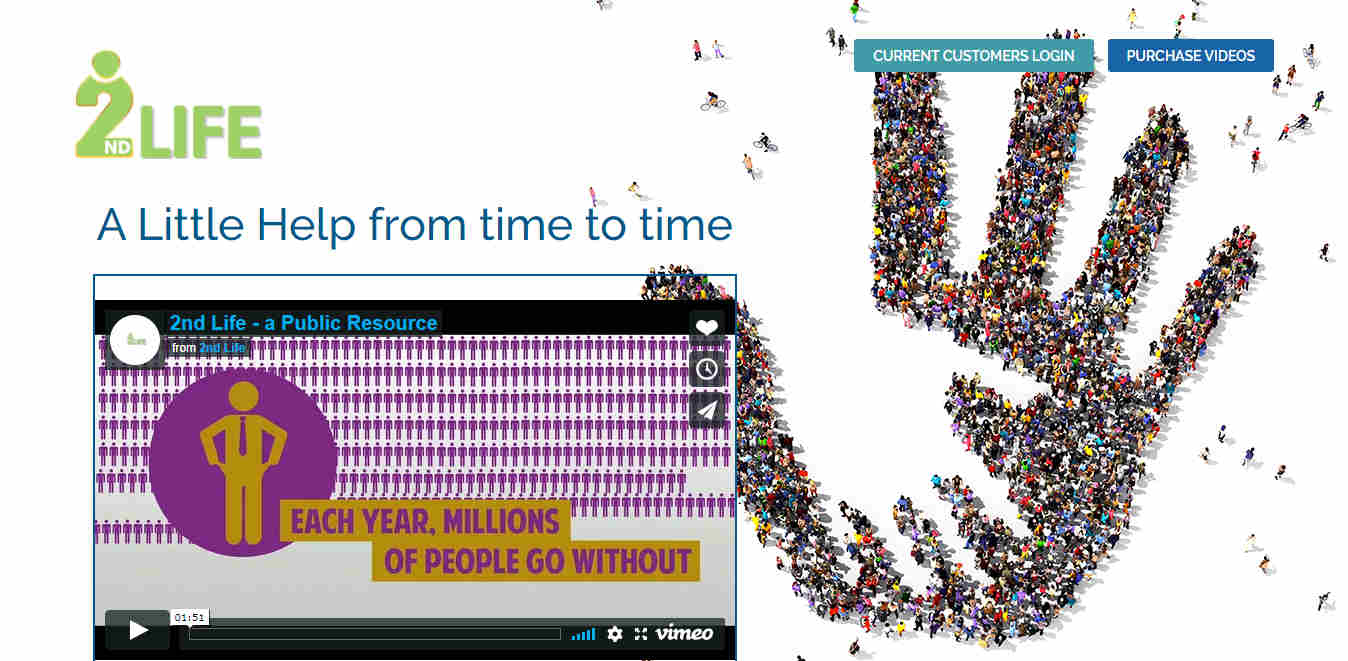 CURRENT CUSTOMERS LOGIN
PURCHASE VIDEOS
2ND LIFE
A Little Help from time to time
2nd Life - a Public Resource
from 2nd Life
EACH YEAR, MILLIONS
OF PEOPLE GO WITHOUT
01:51
vimeo